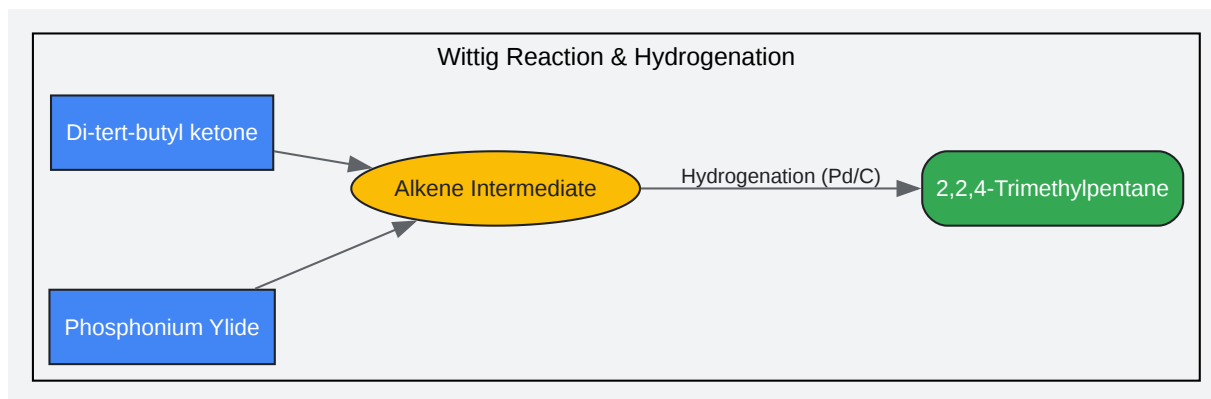 Wittig Reaction & Hydrogenation
Di-tert-butyl ketone
Alkene Intermediate
Hydrogenation (Pd/C)
2,2,4-Trimethylpentane
Phosphonium Ylide